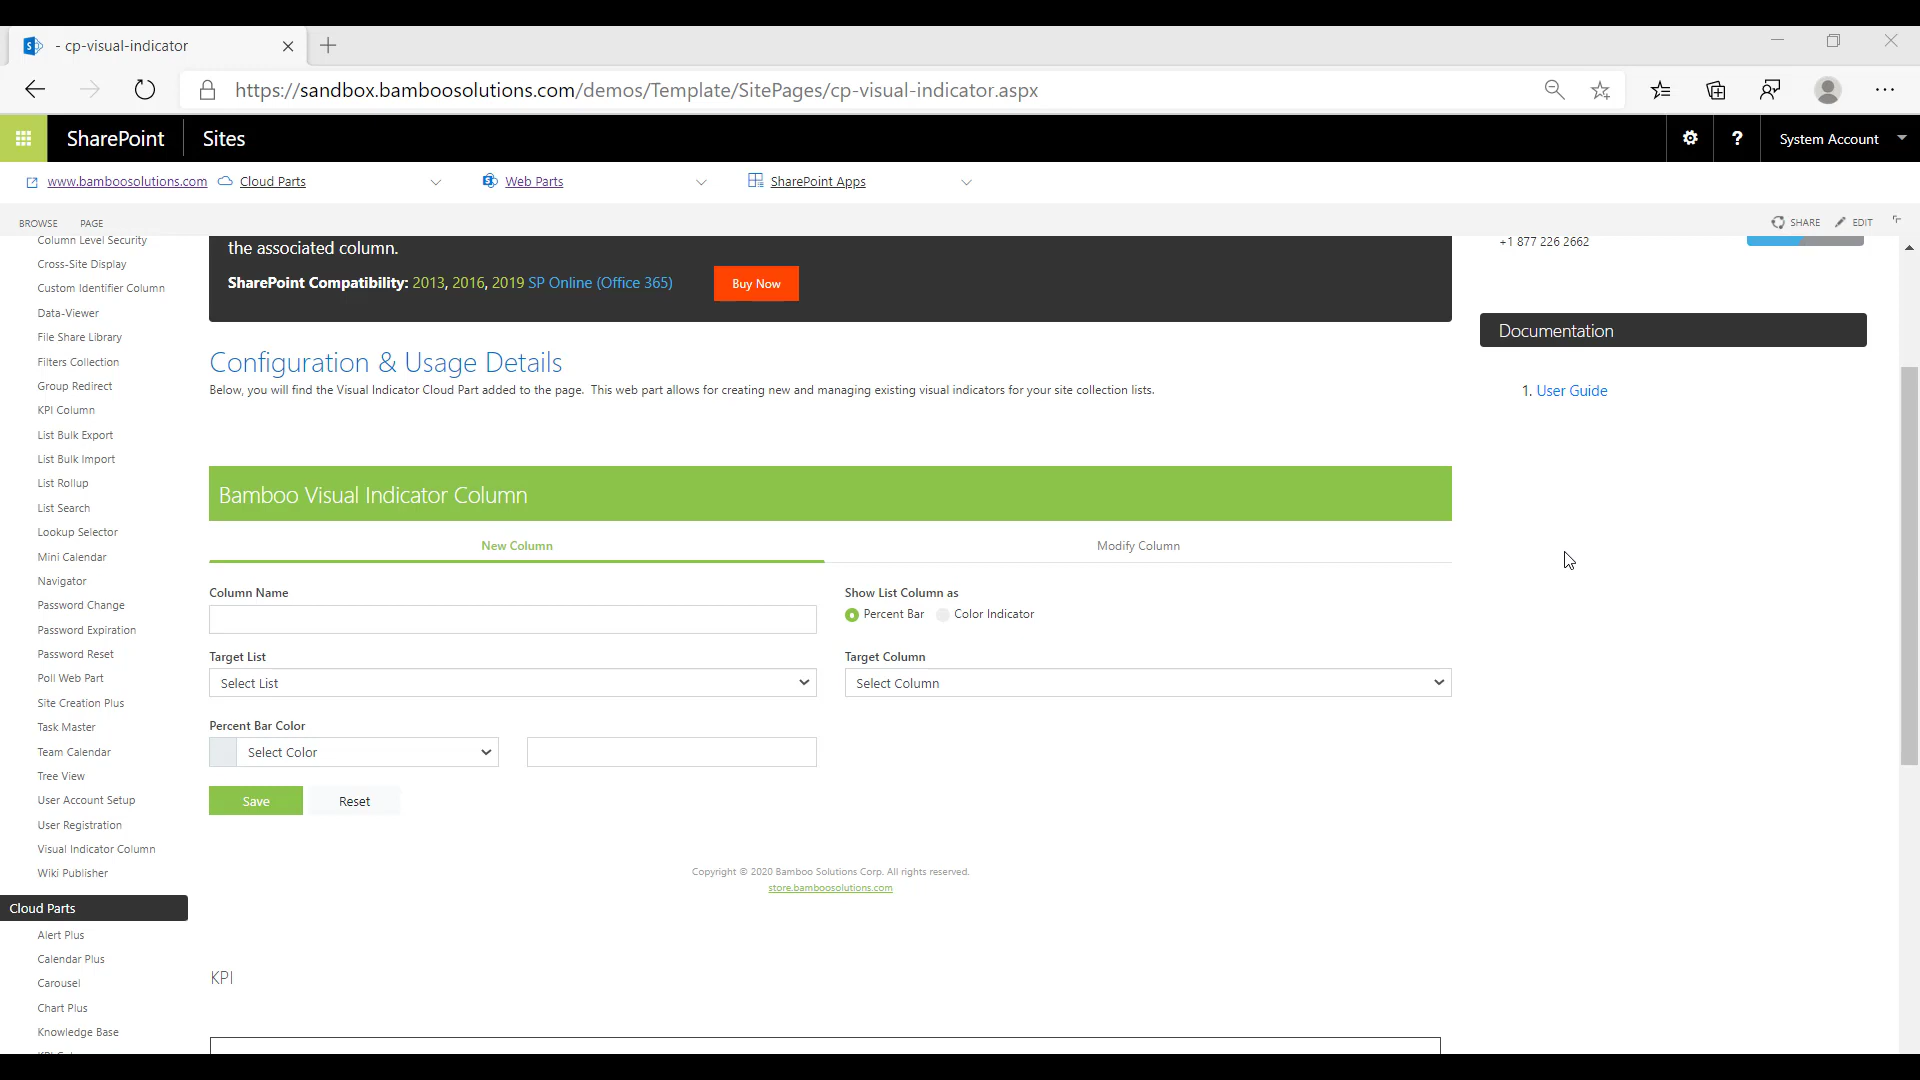 - cp-visual-indicator
https://sandbox.bamboosolutions.com/demos/Template/SitePages/cp-visual-indicator.aspx
SharePoint
Sites
?
System Account
www.bamboosolutions.com
Cloud Parts
Web Parts
SharePoint Apps
BROWSE
PAGE
SHARE
EDIT
Column Level Security
Cross-Site Display
Custom Identifier Column
Data-Viewer
File Share Library
Filters Collection
Group Redirect
KPI Column
List Bulk Export
List Bulk Import
List Rollup
List Search
Lookup Selector
Mini Calendar
Navigator
Password Change
Password Expiration
Password Reset
Poll Web Part
Site Creation Plus
Task Master
Team Calendar
Tree View
User Account Setup
User Registration
Visual Indicator Column
Wiki Publisher
Cloud Parts
Alert Plus
Calendar Plus
Carousel
Chart Plus
Knowledge Base
the associated column.
SharePoint Compatibility: 2013, 2016, 2019 SP Online (Office 365)
Buy Now
Configuration & Usage Details
Below, you will find the Visual Indicator Cloud Part added to the page. This web part allows for creating new and managing existing visual indicators for your site collection lists.
Bamboo Visual Indicator Column
New Column
Modify Column
Column Name
Show List Column as
Percent Bar
Color Indicator
Target List
Target Column
Select List
Select Column
Percent Bar Color
Select Color
Save
Reset
Copyright © 2020 Bamboo Solutions Corp. All rights reserved.
store.bamboosolutions.com
KPI
+1 877 226 2662
Documentation
1. User Guide